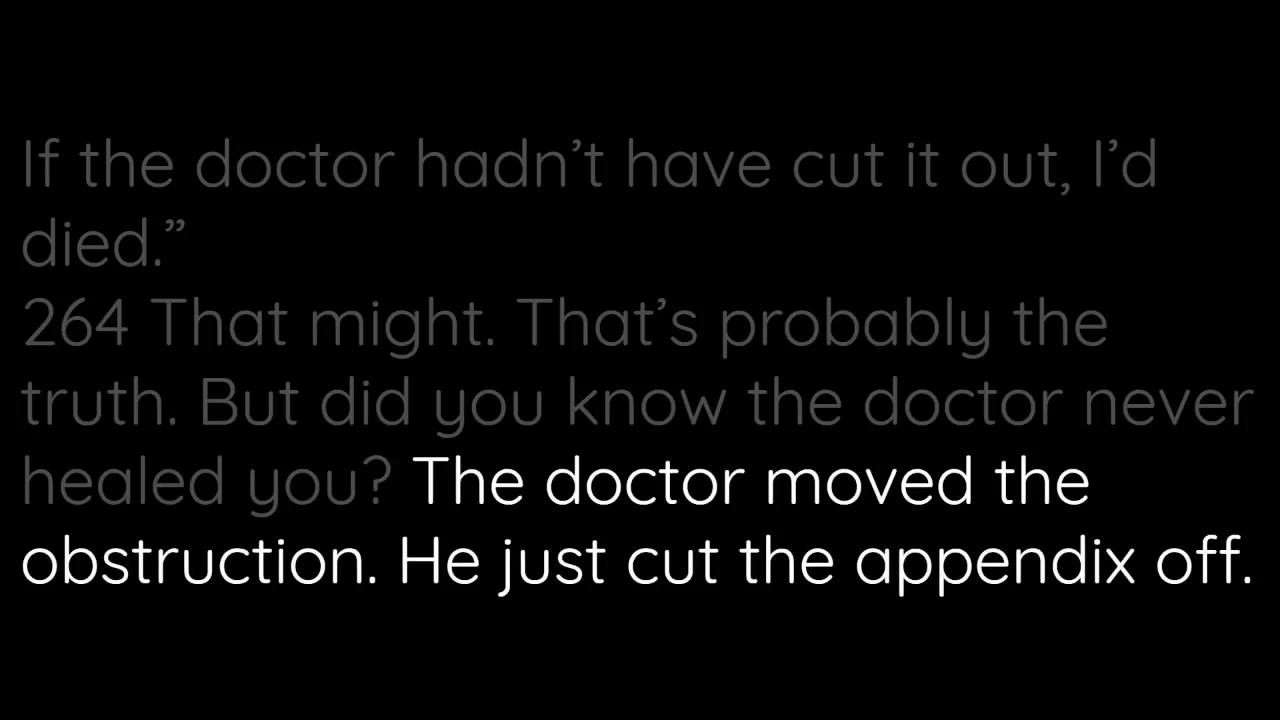 If the doctor hadn’t have cut it out, I’d
died.”
264 That might. That’s probably the
truth. But did you know the doctor never
healed you? The doctor moved the
obstruction. He just cut the appendix off.